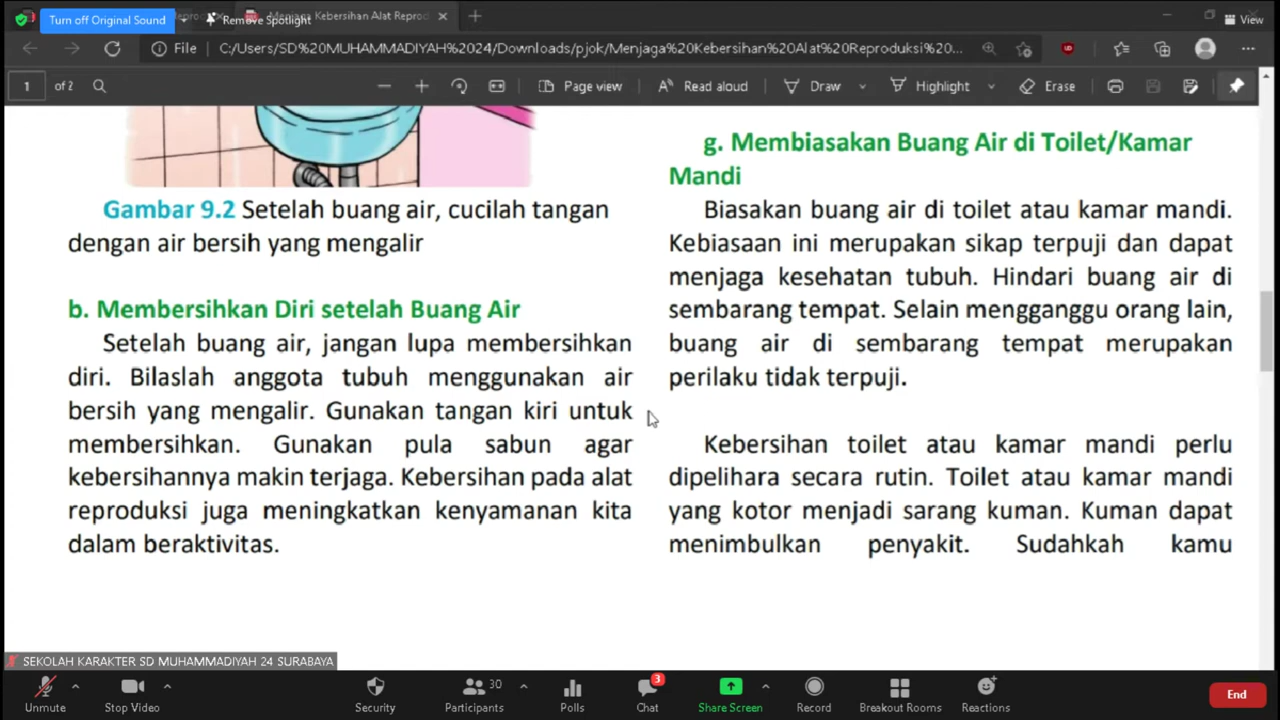 Turn off Original Sound
Remove Spotlight
Menjaga Kebersihan Alat Reprod
View
File
C:/Users/SD%20MUHAMMADIYAH%2024/Downloads/pjok/Menjaga%20Kebersihan%20Alat%20Reproduksi%20...
1 of 2
Page view
Read aloud
Draw
Highlight
Erase
Gambar 9.2 Setelah buang air, cucilah tangan
dengan air bersih yang mengalir
b. Membersihkan Diri setelah Buang Air
Setelah buang air, jangan lupa membersihkan
diri. Bilaslah anggota tubuh menggunakan air
bersih yang mengalir. Gunakan tangan kiri untuk
membersihkan. Gunakan pula sabun agar
kebersihannya makin terjaga. Kebersihan pada alat
reproduksi juga meningkatkan kenyamanan kita
dalam beraktivitas.
g. Membiasakan Buang Air di Toilet/Kamar
Mandi
Biasakan buang air di toilet atau kamar mandi.
Kebiasaan ini merupakan sikap terpuji dan dapat
menjaga kesehatan tubuh. Hindari buang air di
sembarang tempat. Selain mengganggu orang lain,
buang air di sembarang tempat merupakan
perilaku tidak terpuji.
Kebersihan toilet atau kamar mandi perlu
dipelihara secara rutin. Toilet atau kamar mandi
yang kotor menjadi sarang kuman. Kuman dapat
menimbulkan penyakit. Sudahkah kamu
SEKOLAH KARAKTER SD MUHAMMADIYAH 24 SURABAYA
Unmute
Stop Video
Security
30
Participants
Polls
3
Chat
Share Screen
Record
Breakout Rooms
Reactions
End